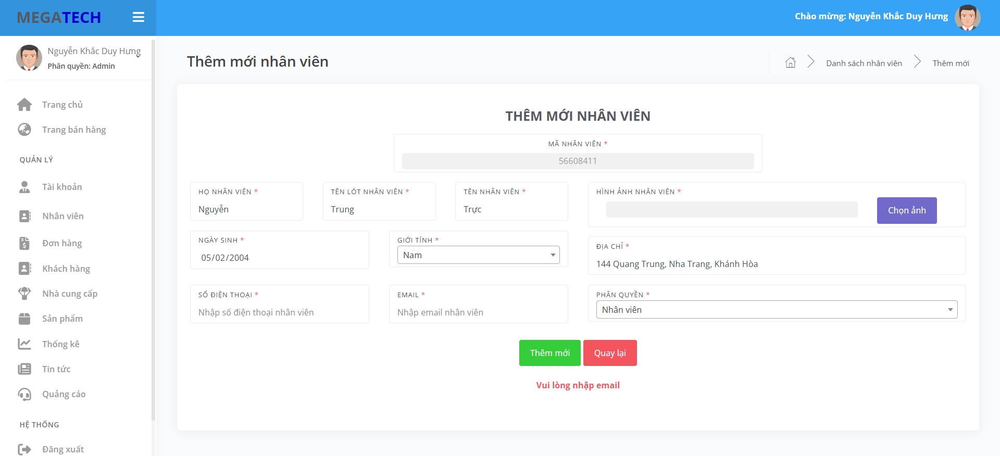 MEGATECH
Chào mừng: Nguyễn Khắc Duy Hưng
Nguyễn Khắc Duy Hưng
Phân quyền: Admin
Trang chủ
Trang bán hàng
QUẢN LÝ
Tài khoản
Nhân viên
Đơn hàng
Khách hàng
Nhà cung cấp
Sản phẩm
Thống kê
Tin tức
Quảng cáo
HỆ THỐNG
Đăng xuất
Thêm mới nhân viên
Danh sách nhân viên
Thêm mới
THÊM MỚI NHÂN VIÊN
MÃ NHÂN VIÊN *
56608411
HỌ NHÂN VIÊN *
Nguyễn
TÊN LÓT NHÂN VIÊN *
Trung
TÊN NHÂN VIÊN *
Trực
HÌNH ẢNH NHÂN VIÊN *
Chọn ảnh
NGÀY SINH *
05/02/2004
GIỚI TÍNH *
Nam
ĐỊA CHỈ *
144 Quang Trung, Nha Trang, Khánh Hòa
SỐ ĐIỆN THOẠI *
Nhập số điện thoại nhân viên
EMAIL *
Nhập email nhân viên
PHÂN QUYỀN *
Nhân viên
Thêm mới
Quay lại
Vui lòng nhập email